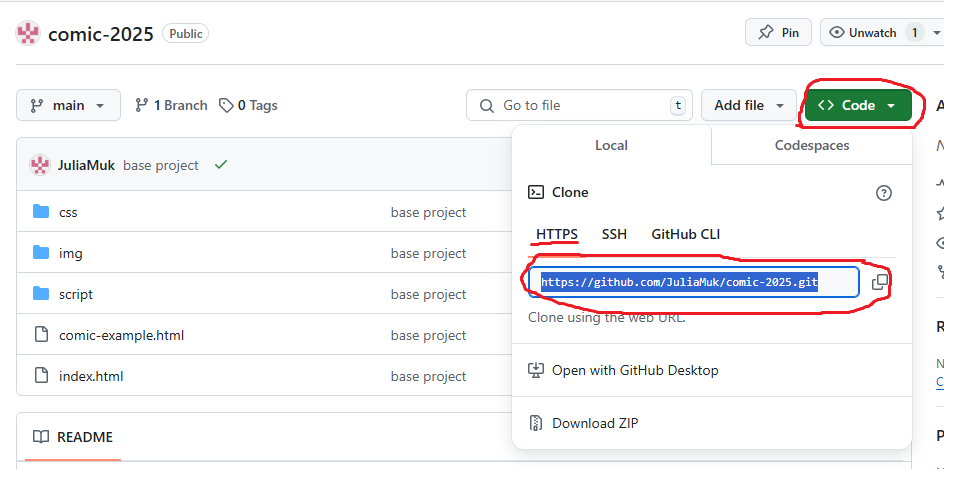 comic-2025 Public Pin Unwatch 1
main 1 Branch 0 Tags Go to file t Add file <> Code A
Local Codespaces
JuliaMuk base project
Clone
css base project
HTTPS SSH GitHub CLI
img base project
https://github.com/JuliaMuk/comic-2025.git
script base project
Clone using the web URL.
comic-example.html base project
R
index.html base project
Open with GitHub Desktop
Download ZIP
README
P